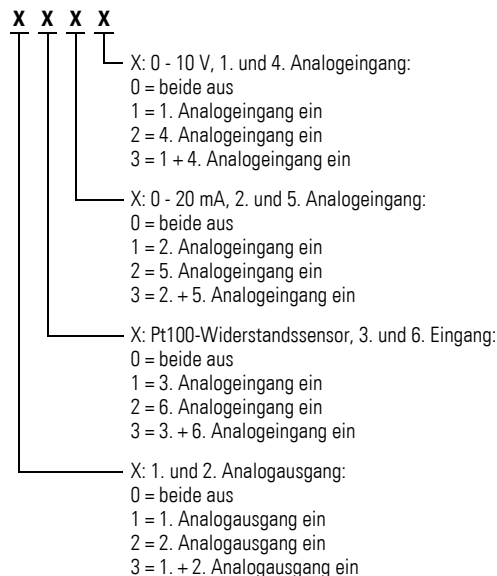 X X X X
X: 0 - 10 V, 1. und 4. Analogeingang:
0 = beide aus
1 = 1. Analogeingang ein
2 = 4. Analogeingang ein
3 = 1 + 4. Analogeingang ein
X: 0 - 20 mA, 2. und 5. Analogeingang:
0 = beide aus
1 = 2. Analogeingang ein
2 = 5. Analogeingang ein
3 = 2. + 5. Analogeingang ein
X: Pt100-Widerstandssensor, 3. und 6. Eingang:
0 = beide aus
1 = 3. Analogeingang ein
2 = 6. Analogeingang ein
3 = 3. + 6. Analogeingang ein
X: 1. und 2. Analogausgang:
0 = beide aus
1 = 1. Analogausgang ein
2 = 2. Analogausgang ein
3 = 1. + 2. Analogausgang ein